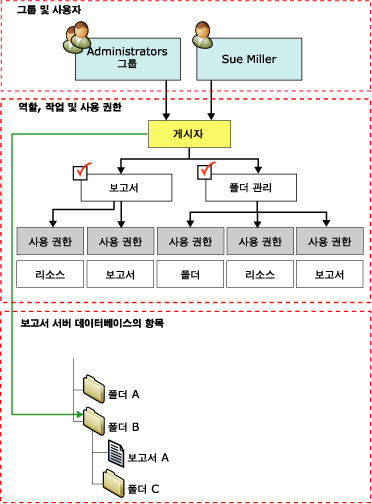 그룹 및 사용자
Administrators
그룹
Sue Miller
역할, 작업 및 사용 권한
게시자
보고서
폴더 관리
사용 권한
사용 권한
사용 권한
사용 권한
사용 권한
리소스
보고서
폴더
리소스
보고서
보고서 서버 데이터베이스의 항목
폴더 A
폴더 B
보고서 A
폴더 C